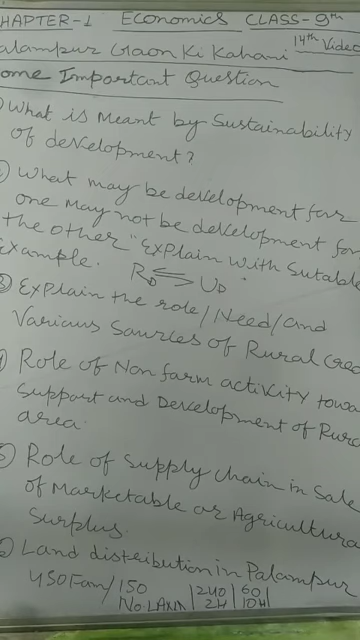 HAPTER-1 Economics CLASS-9th
alampur Gaon Ki Kahani 14th Video
ome Important Question
What is Meant by Sustainability
of development?
What may be development for
one may not be development for
the other" Explain with Sutable
Example. RD UD
③ Explain the role/Need/and
Various Sources of Rural Cred
Role of Non farm activity towa
Support and Development of Rura
area.
⑤ Role of Supply chain in Sale
of Marketable or Agricultura
Surplus.
Land distribution in Palampur
450 Fam/150 |240|60
No LAND |2H|10H